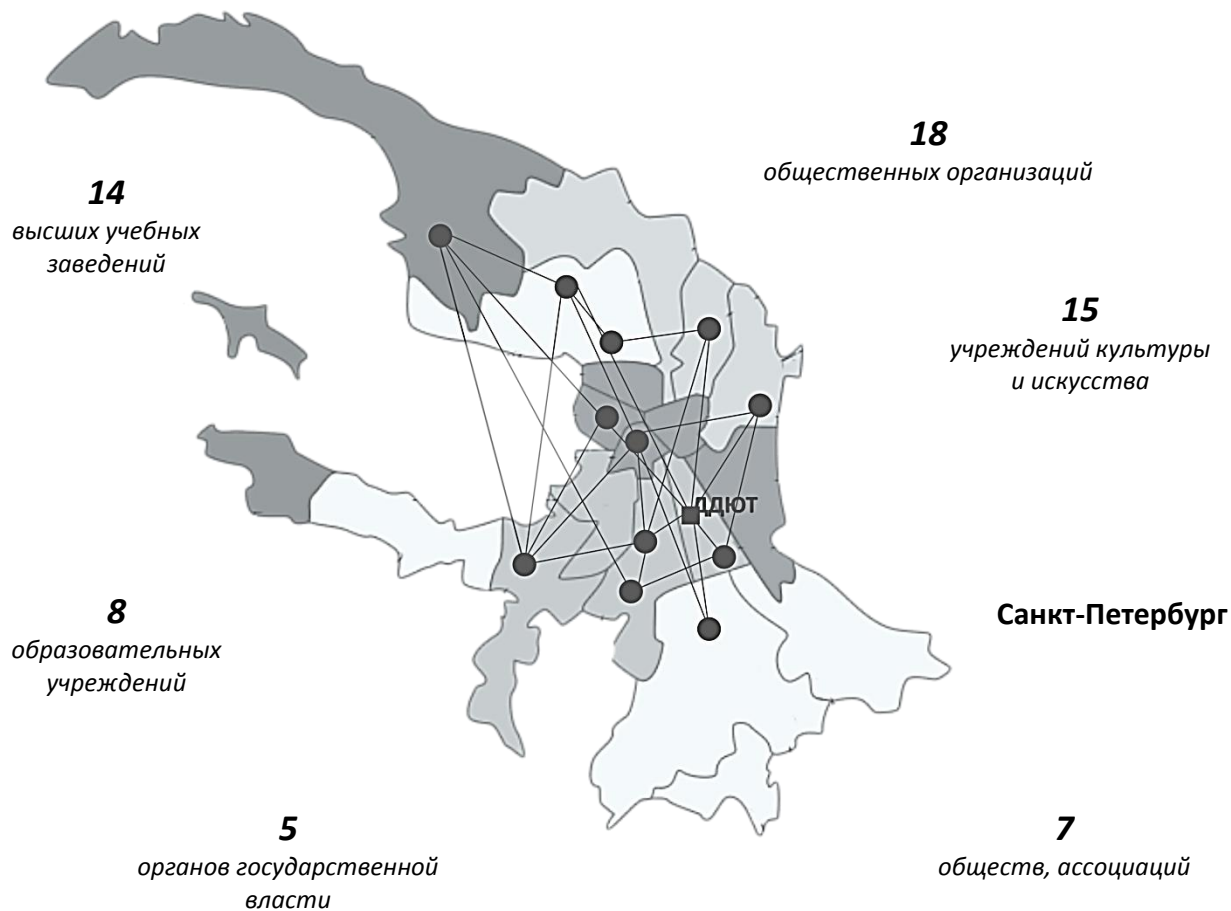 18
общественных организаций
14
высших учебных
заведений
15
учреждений культуры
и искусства
ДДЮТ
8
образовательных
учреждений
Санкт-Петербург
5
органов государственной
власти
7
обществ, ассоциаций